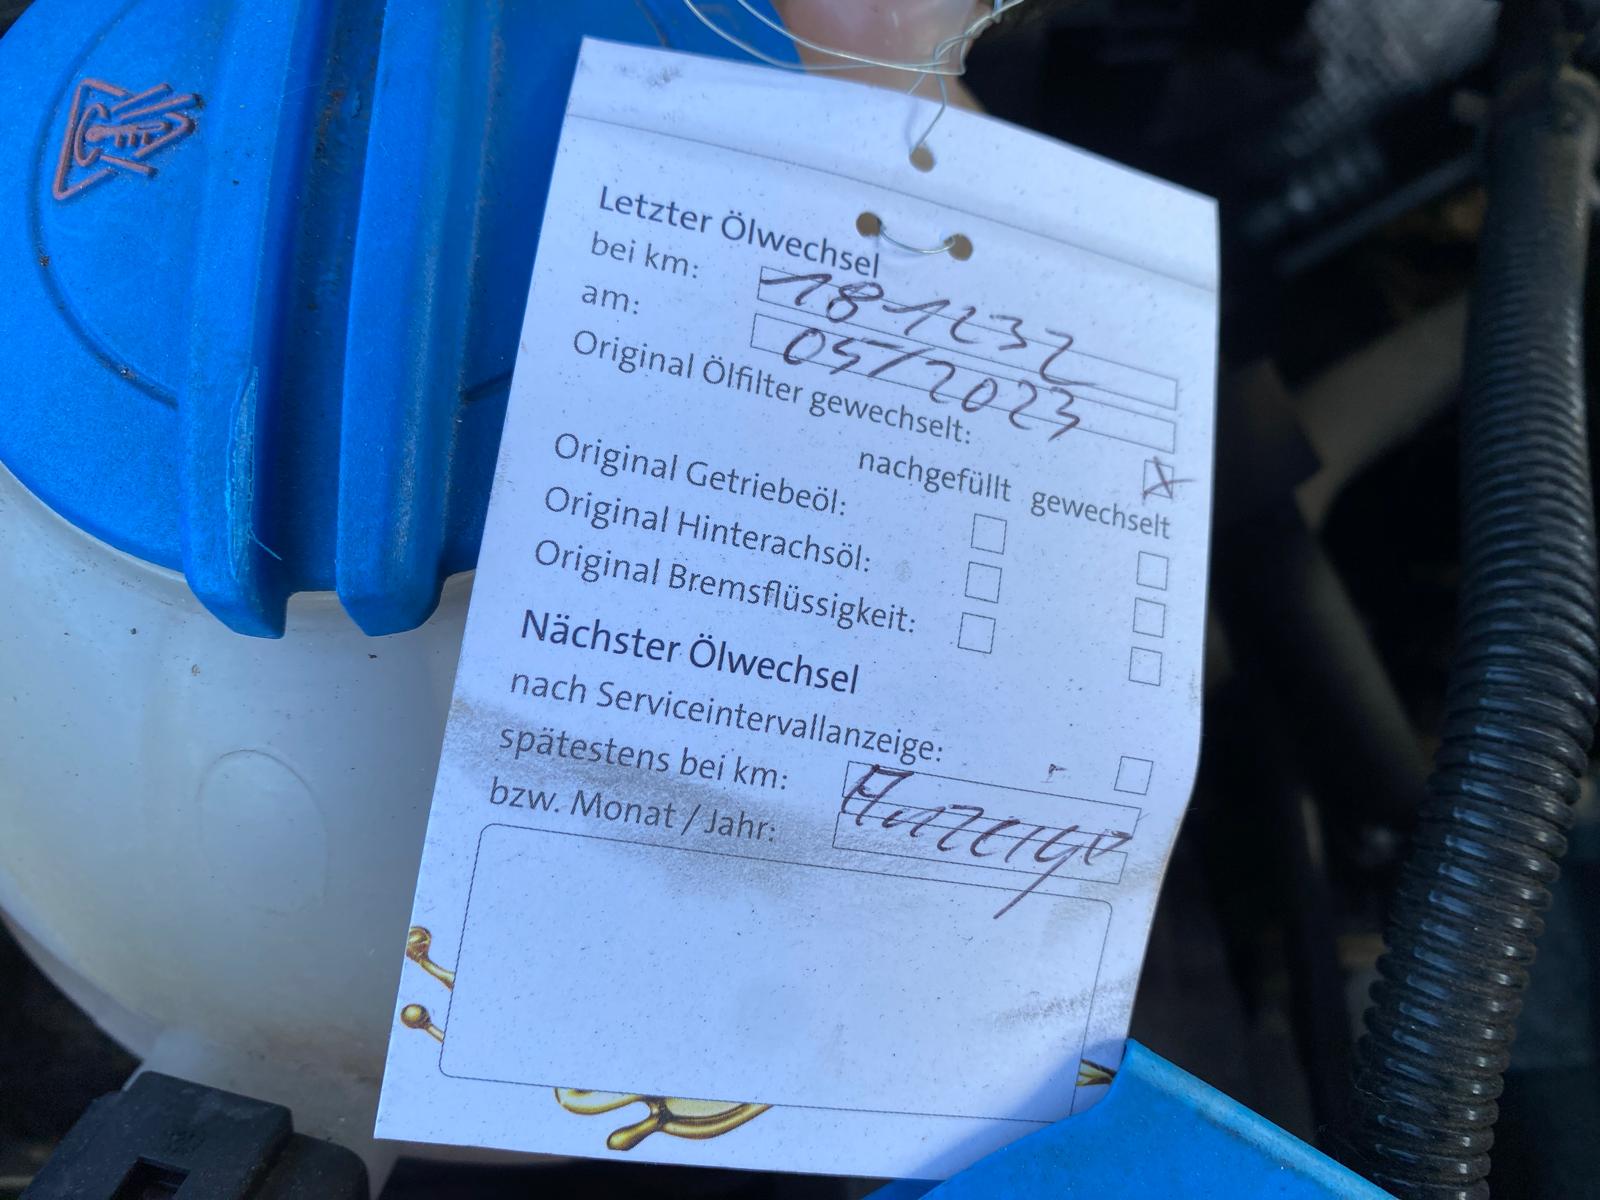 Letzter Ölwechsel
bei km: 181232
am: 05/2023
Original Ölfilter gewechselt: X
nachgefüllt gewechselt
Original Getriebeöl:
Original Hinterachsöl:
Original Bremsflüssigkeit:
Nächster Ölwechsel
nach Serviceintervallanzeige:
spätestens bei km: Anzeige
bzw. Monat / Jahr: